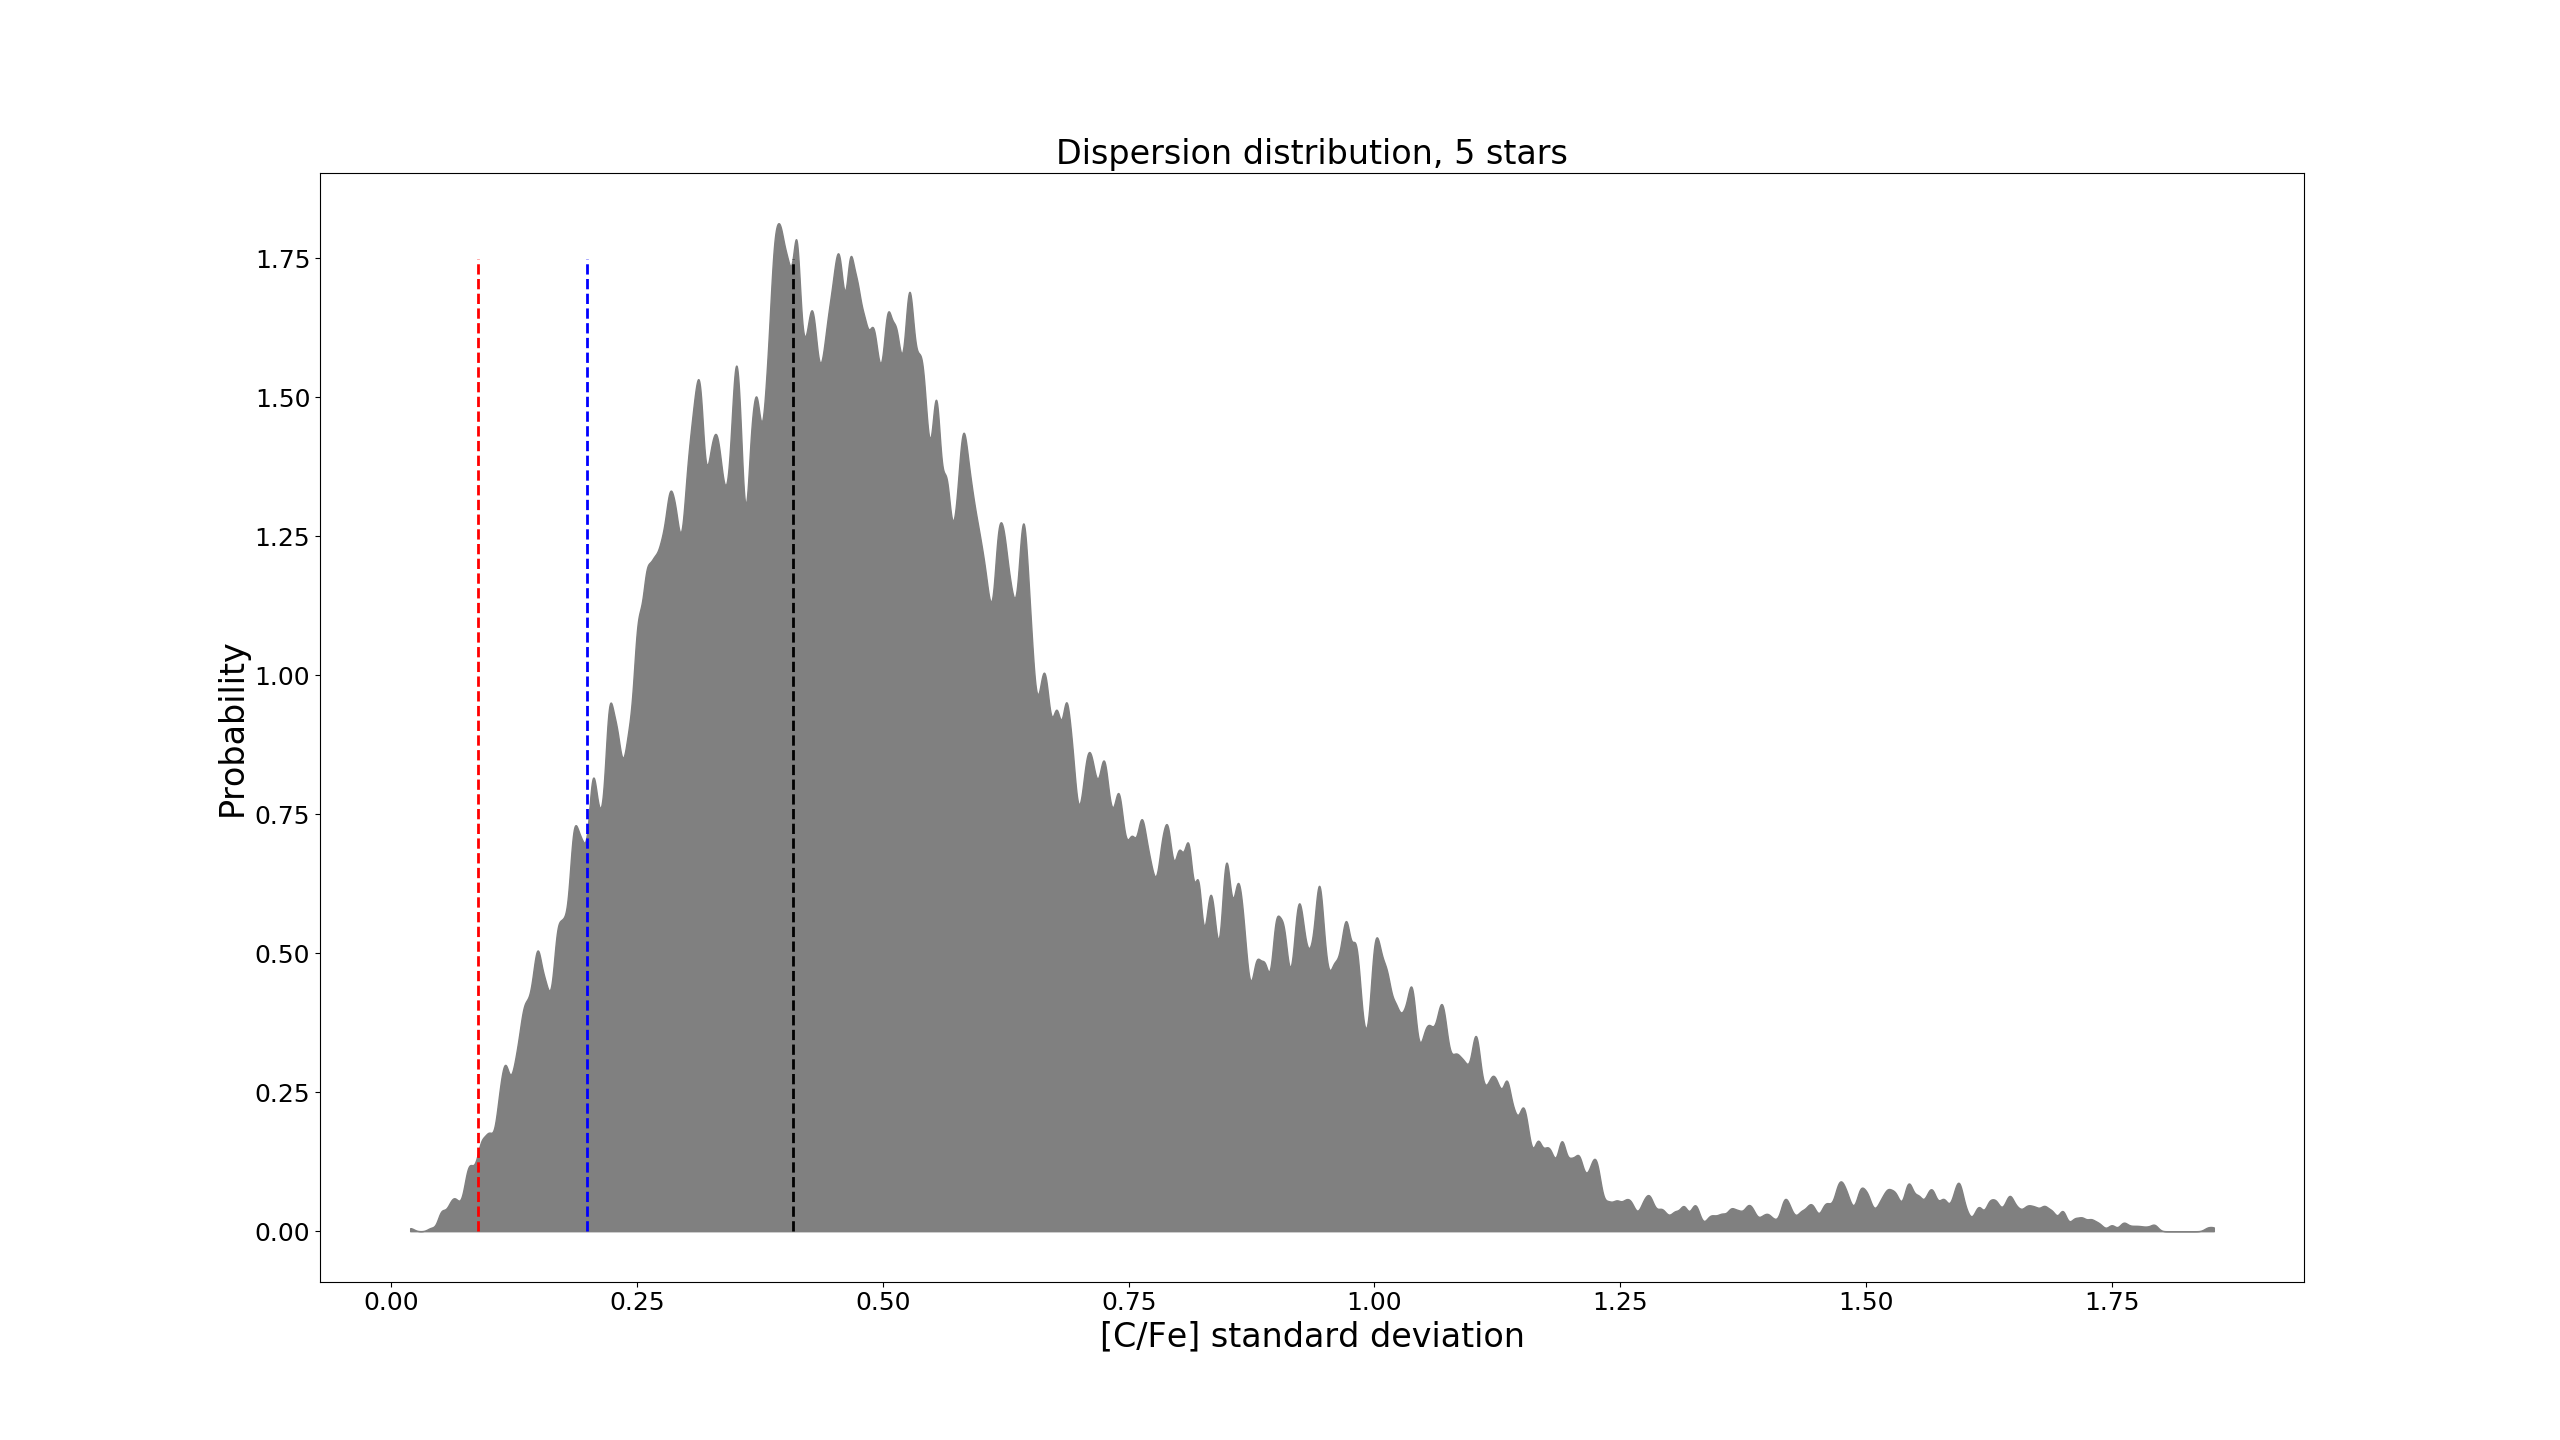 Dispersion distribution, 5 stars
Probability
1.75
1.50
1.25
1.00
0.75
0.50
0.25
0.00
0.00 0.25 0.50 0.75 1.00 1.25 1.50 1.75
[C/Fe] standard deviation